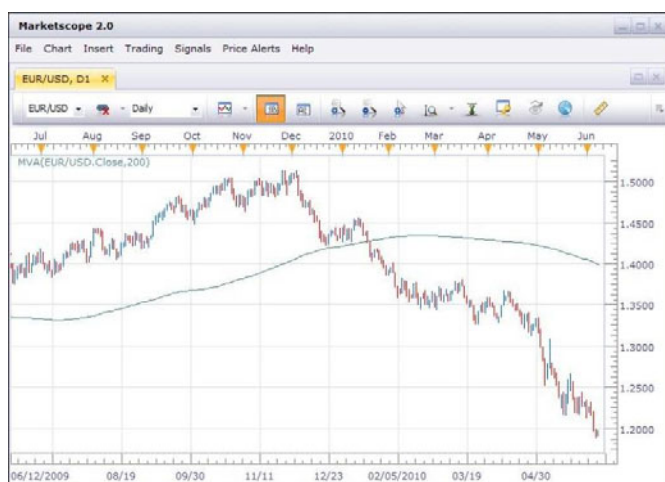 Marketscope 2.0
File Chart Insert Trading Signals Price Alerts Help
EUR/USD, D1
EUR/USD Daily
Jul Aug Sep Oct Nov Dec 2010 Feb Mar Apr May Jun
MVA(EUR/USD.Close,200)
1.5000
1.4500
1.4000
1.3500
1.3000
1.2500
1.2000
06/12/2009 08/19 09/30 11/11 12/23 02/05/2010 03/19 04/30